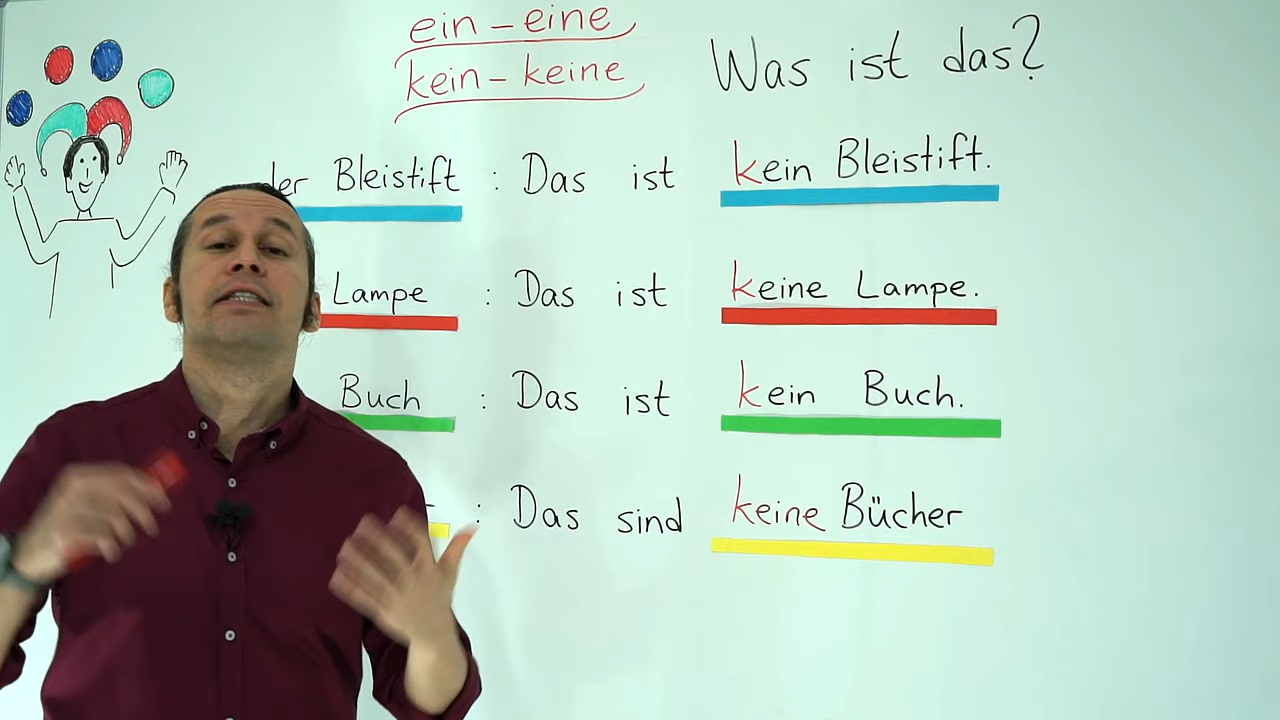 ein – eine
kein – keine
Was ist das?
der Bleistift : Das ist kein Bleistift.
Lampe : Das ist keine Lampe.
Buch : Das ist kein Buch.
: Das sind keine Bücher